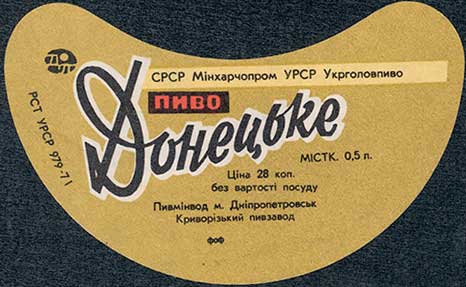 СРСР Мінхарчопром УРСР Укрголовпиво
ПИВО
Донецьке
МІСТК. 0,5 л.
Ціна 28 коп.
без вартості посуду
Пивмінвод м. Дніпропетровськ
Криворізький пивзавод
РСТ УРСР 979-71